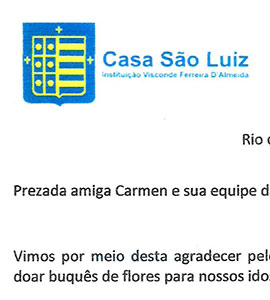 Casa São Luiz
Instituição Visconde Ferreira D'Almeida
Rio
Prezada amiga Carmen e sua equipe d
Vimos por meio desta agradecer pel
doar buquês de flores para nossos ido